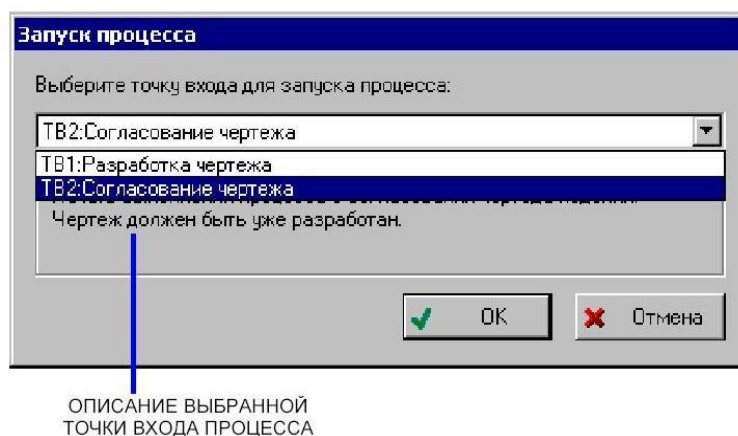 Запуск процесса
Выберите точку входа для запуска процесса:
ТВ2:Согласование чертежа
ТВ1:Разработка чертежа
ТВ2:Согласование чертежа
Чертеж должен быть уже разработан.
OK
Отмена
ОПИСАНИЕ ВЫБРАННОЙ
ТОЧКИ ВХОДА ПРОЦЕССА